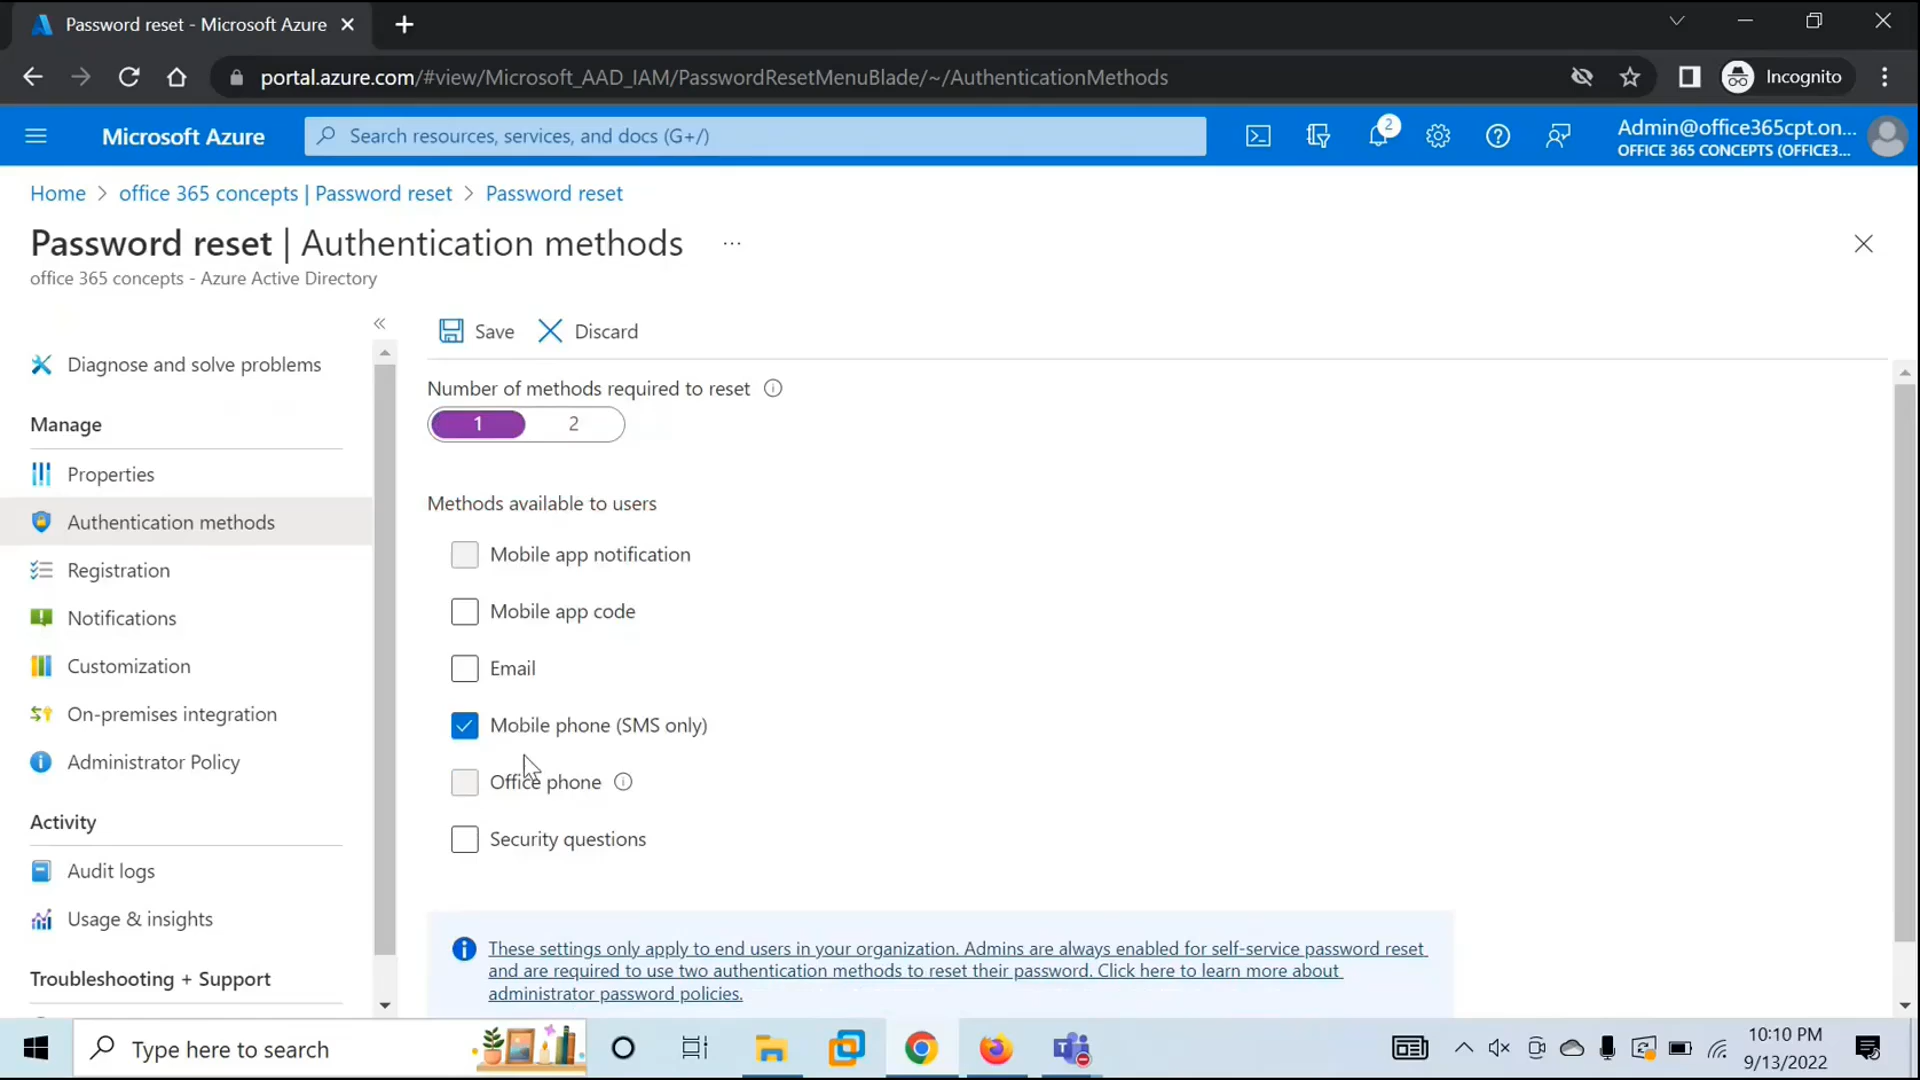 Password reset - Microsoft Azure
portal.azure.com/#view/Microsoft_AAD_IAM/PasswordResetMenuBlade/~/AuthenticationMethods
Incognito
Microsoft Azure
Search resources, services, and docs (G+/)
2
Admin@office365cpt.on...
OFFICE 365 CONCEPTS (OFFICE3...
Home > office 365 concepts | Password reset > Password reset
Password reset | Authentication methods ...
office 365 concepts - Azure Active Directory
Diagnose and solve problems
Manage
Properties
Authentication methods
Registration
Notifications
Customization
On-premises integration
Administrator Policy
Activity
Audit logs
Usage & insights
Troubleshooting + Support
Save
Discard
Number of methods required to reset
1
2
Methods available to users
Mobile app notification
Mobile app code
Email
Mobile phone (SMS only)
Office phone
Security questions
These settings only apply to end users in your organization. Admins are always enabled for self-service password reset
and are required to use two authentication methods to reset their password. Click here to learn more about
administrator password policies.
Type here to search
10:10 PM
9/13/2022